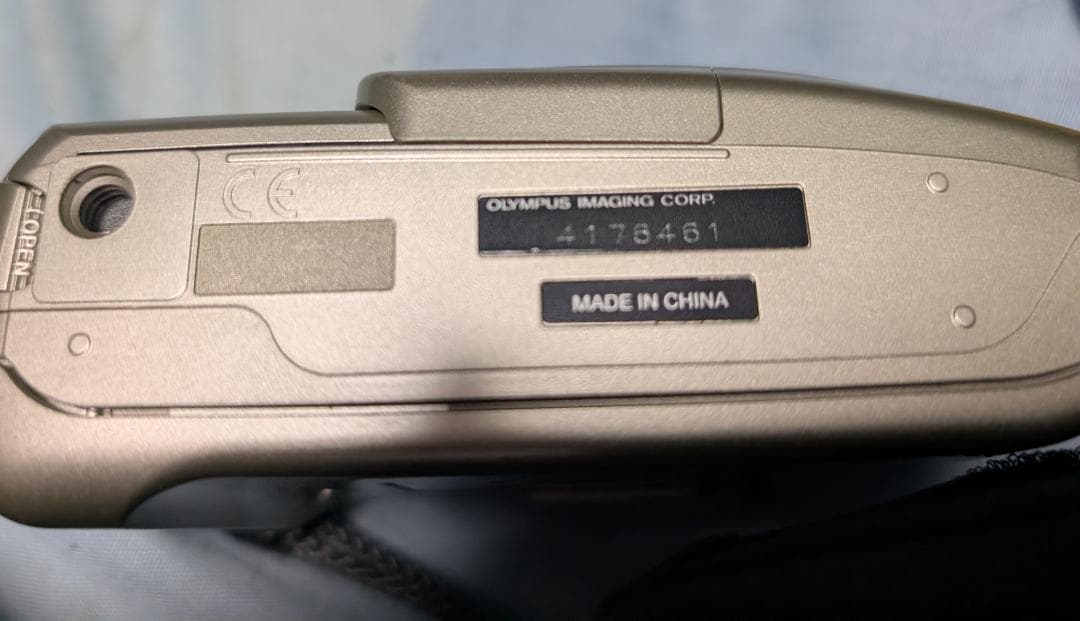 CE
OPEN
OLYMPUS IMAGING CORP.
4178461
MADE IN CHINA